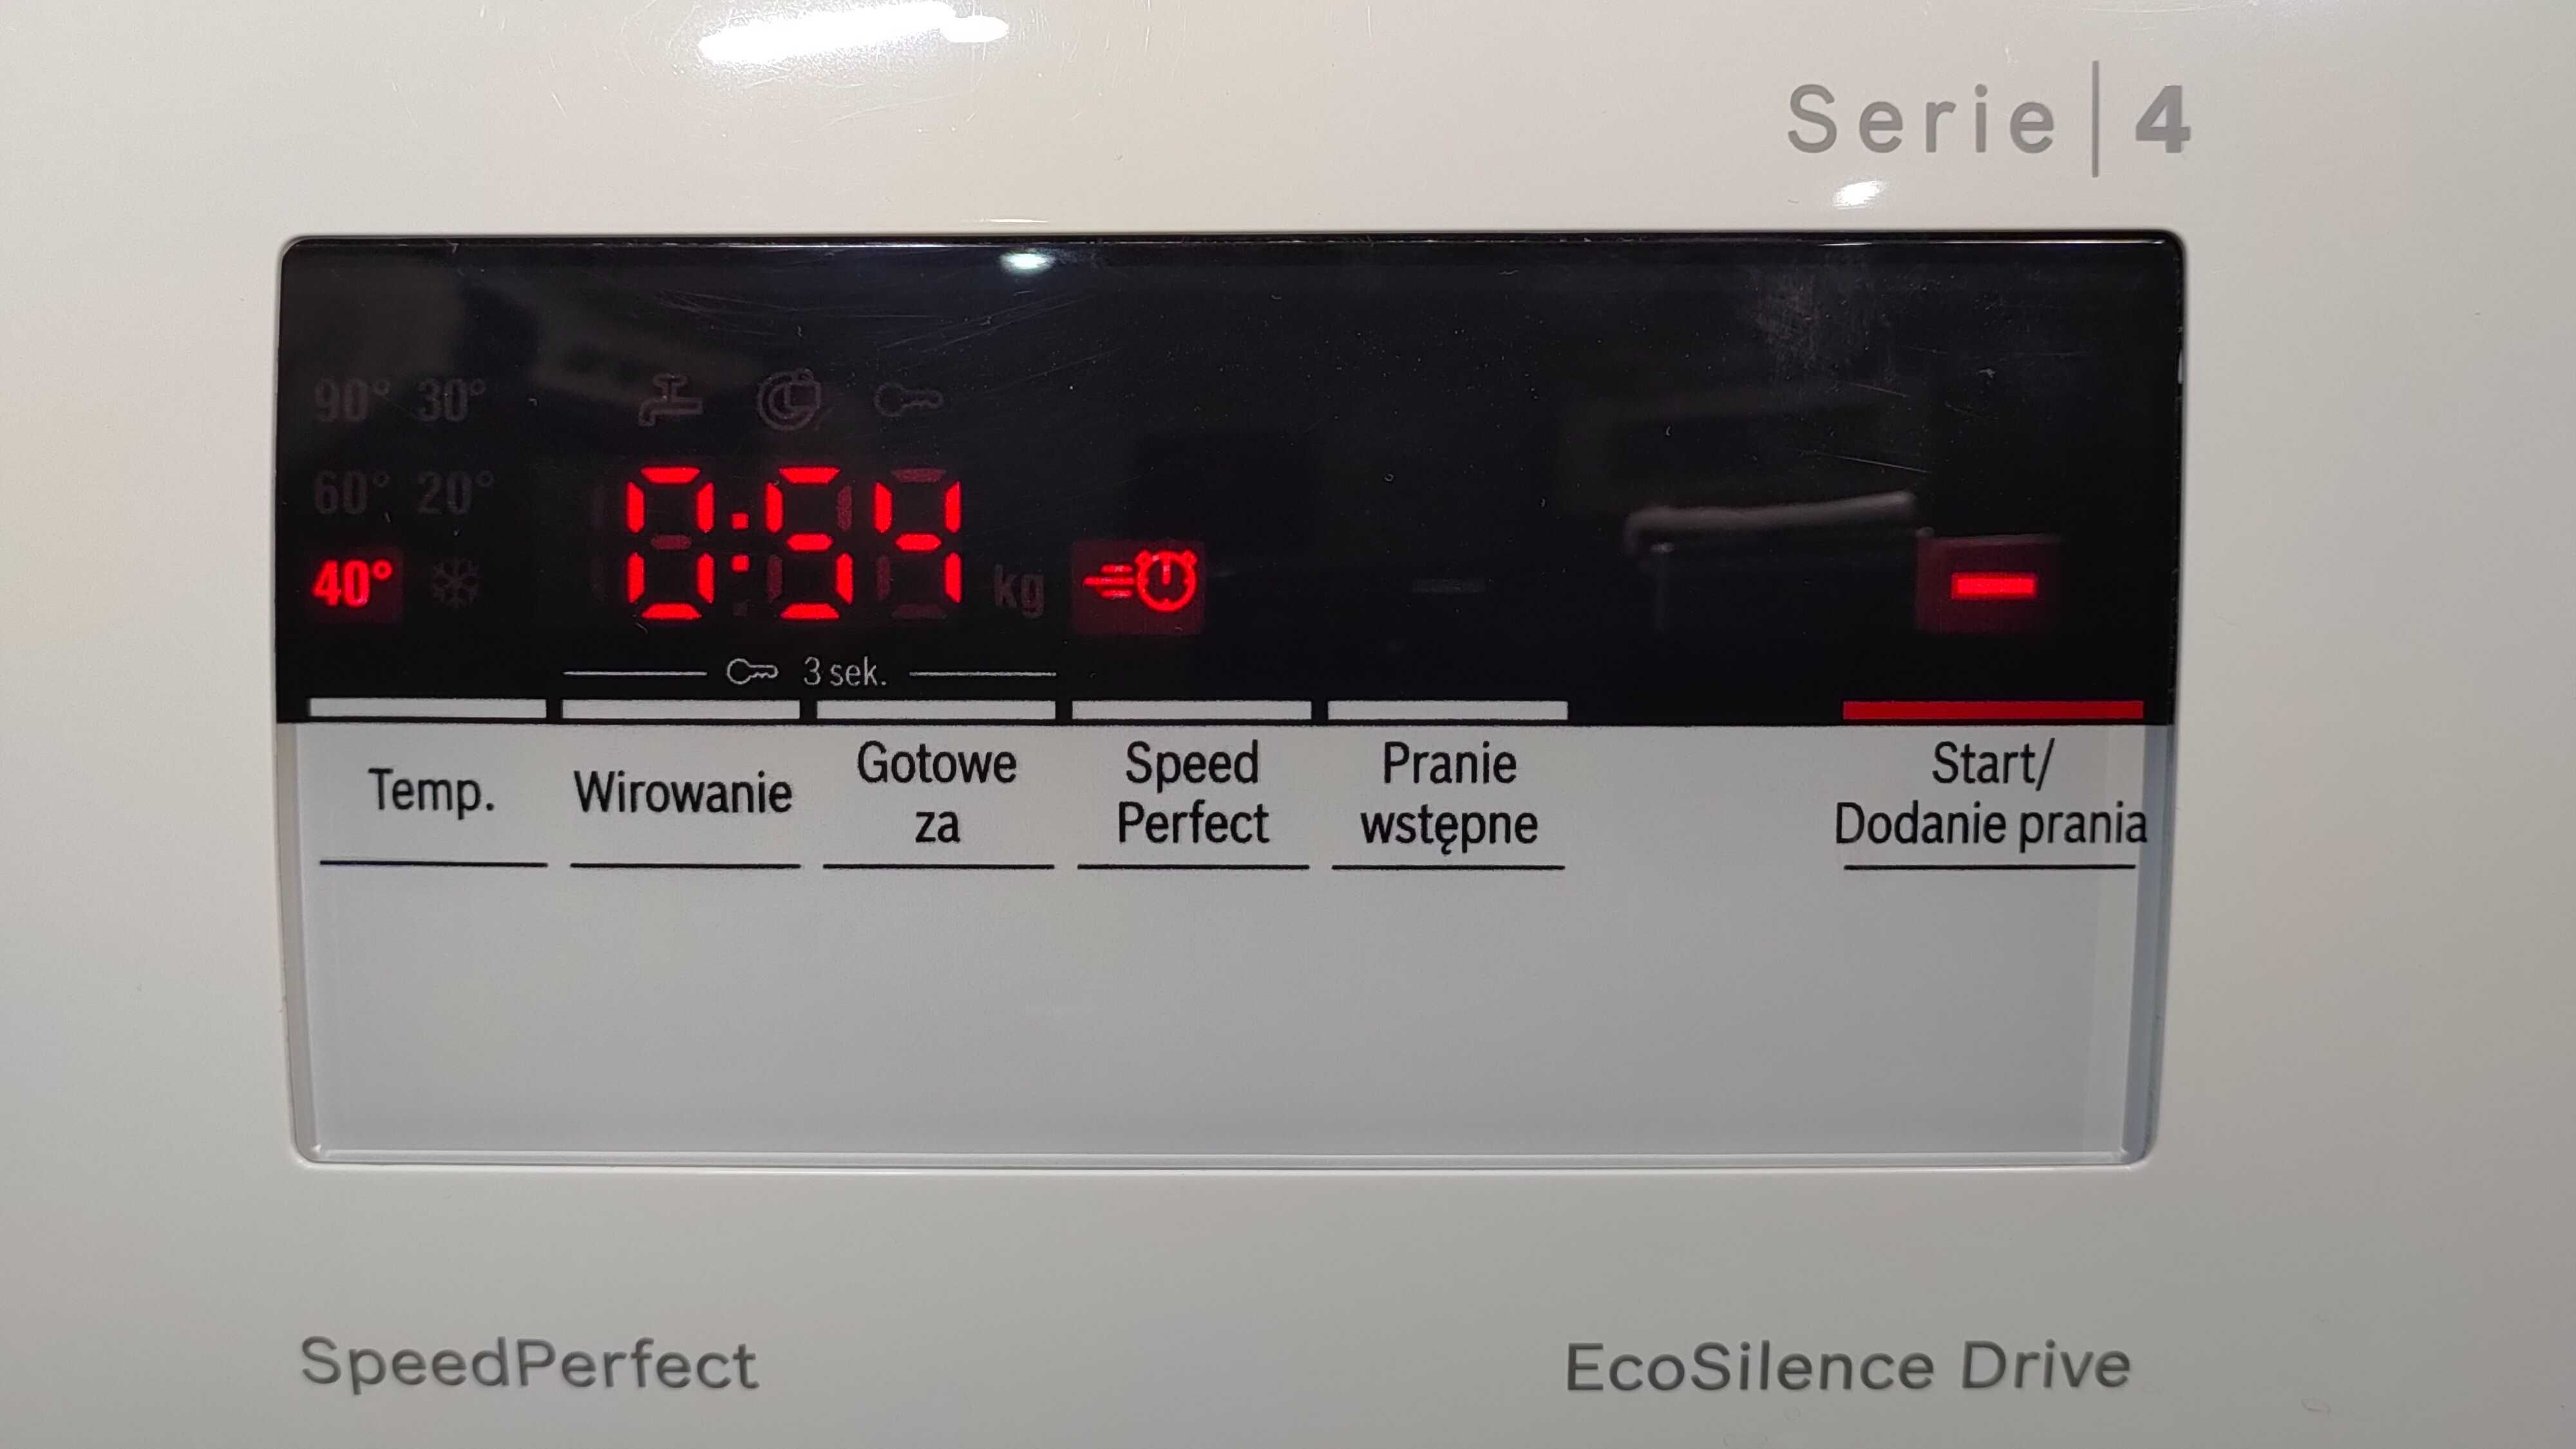 Serie | 4
90° 30°
60° 20°
40°
0:54
kg
3 sek.
Temp.
Wirowanie
Gotowe
za
Speed
Perfect
Pranie
wstępne
Start/
Dodanie prania
SpeedPerfect
EcoSilence Drive